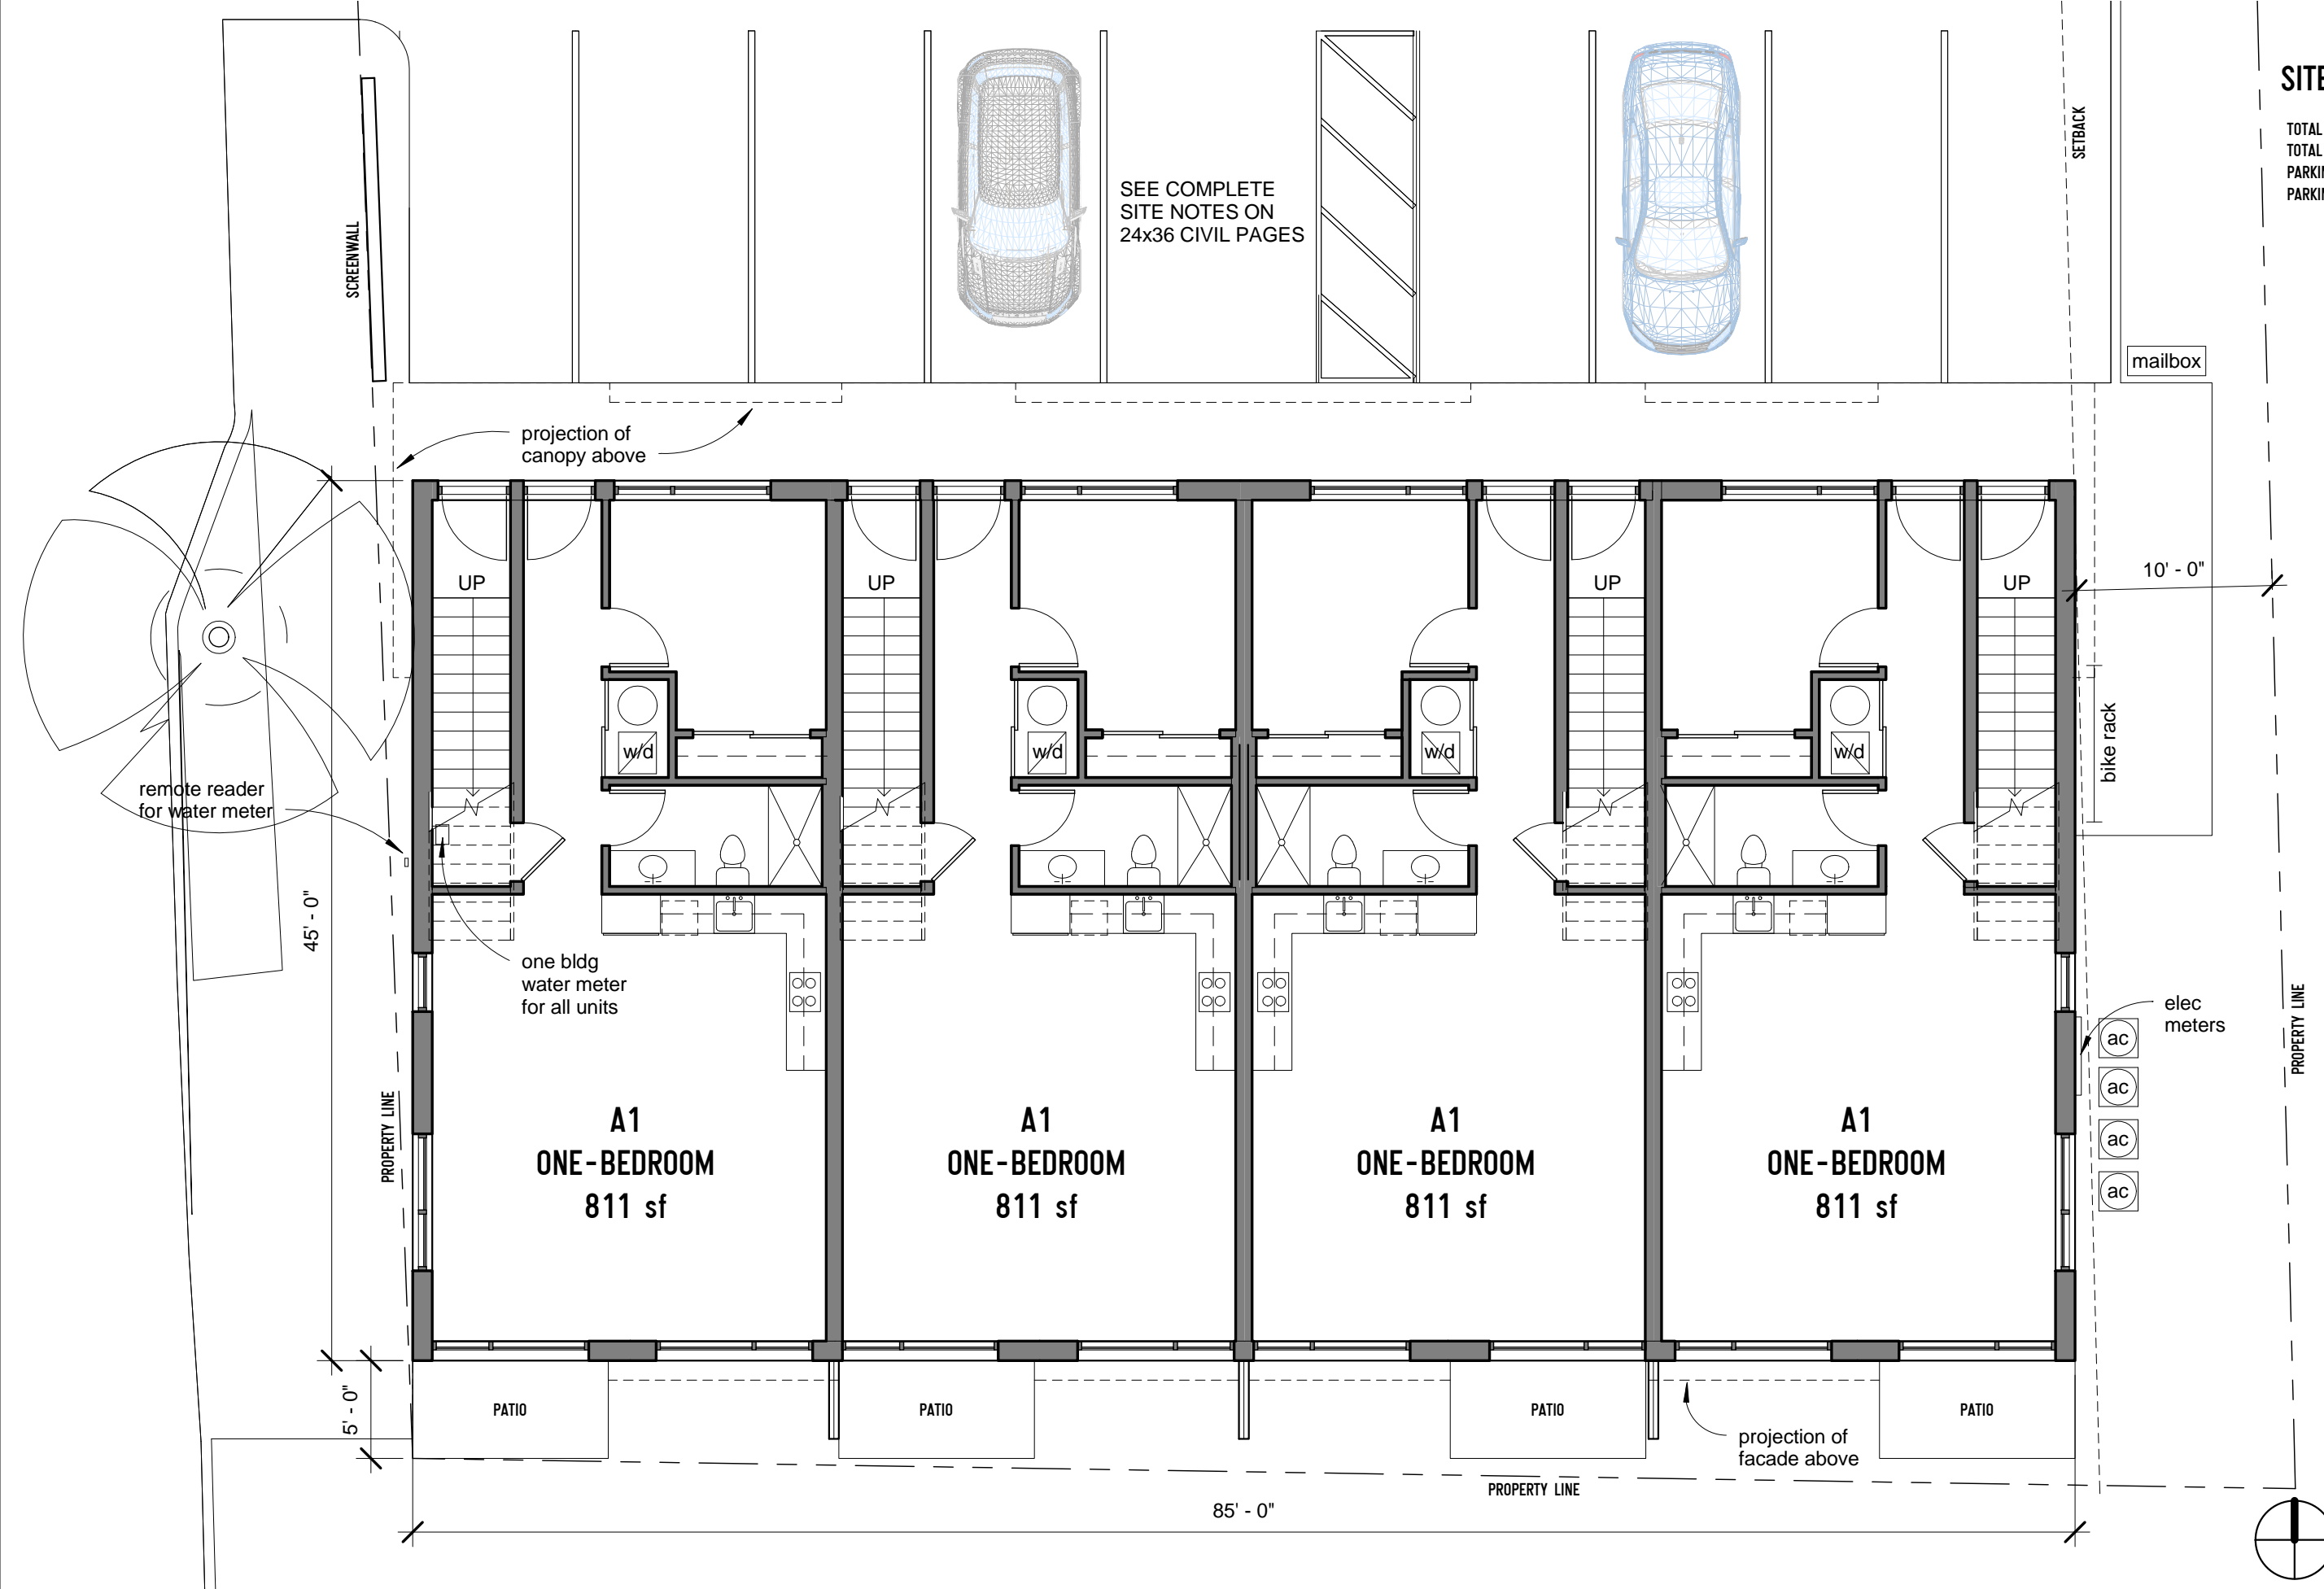 SITE
TOTAL
TOTAL
PARKIN
PARKIN
SETBACK
SCREENWALL
SEE COMPLETE
SITE NOTES ON
24x36 CIVIL PAGES
mailbox
projection of
canopy above
UP
UP
UP
UP
10' - 0"
bike rack
w/d
w/d
w/d
w/d
remote reader
for water meter
45' - 0"
one bldg
water meter
for all units
elec
meters
PROPERTY LINE
ac
ac
ac
ac
PROPERTY LINE
A1
ONE-BEDROOM
811 sf
A1
ONE-BEDROOM
811 sf
A1
ONE-BEDROOM
811 sf
A1
ONE-BEDROOM
811 sf
5' - 0"
PATIO
PATIO
PATIO
PATIO
projection of
facade above
PROPERTY LINE
85' - 0"